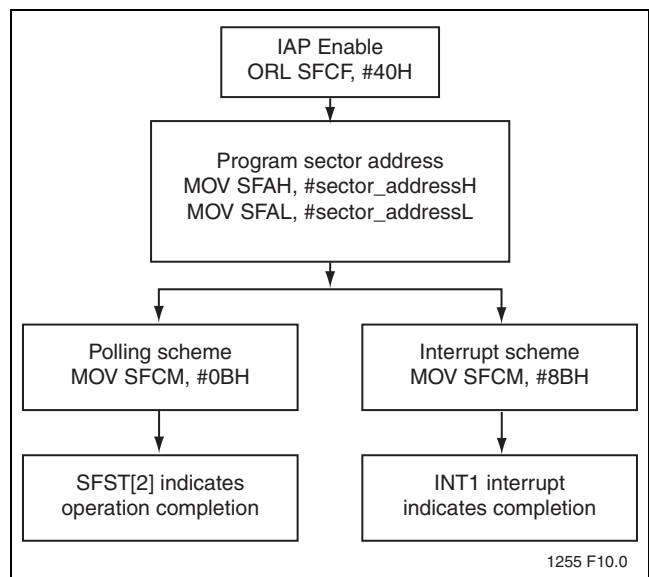 IAP Enable
ORL SFCF, #40H
Program sector address
MOV SFAH, #sector_addressH
MOV SFAL, #sector_addressL
Polling scheme
MOV SFCM, #0BH
Interrupt scheme
MOV SFCM, #8BH
SFST[2] indicates
operation completion
INT1 interrupt
indicates completion
1255 F10.0